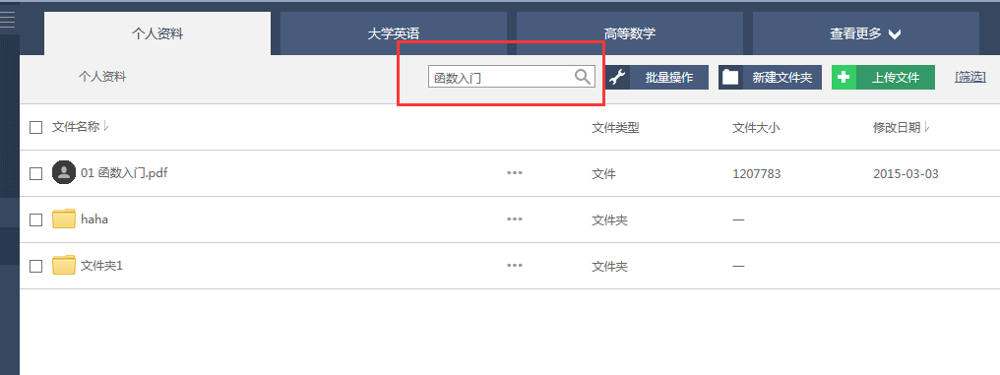 个人资料 大学英语 高等数学 查看更多
个人资料 函数入门 批量操作 新建文件夹 上传文件 [筛选]
文件名称 文件类型 文件大小 修改日期
01 函数入门.pdf 文件 1207783 2015-03-03
haha 文件夹 —
文件夹1 文件夹 —